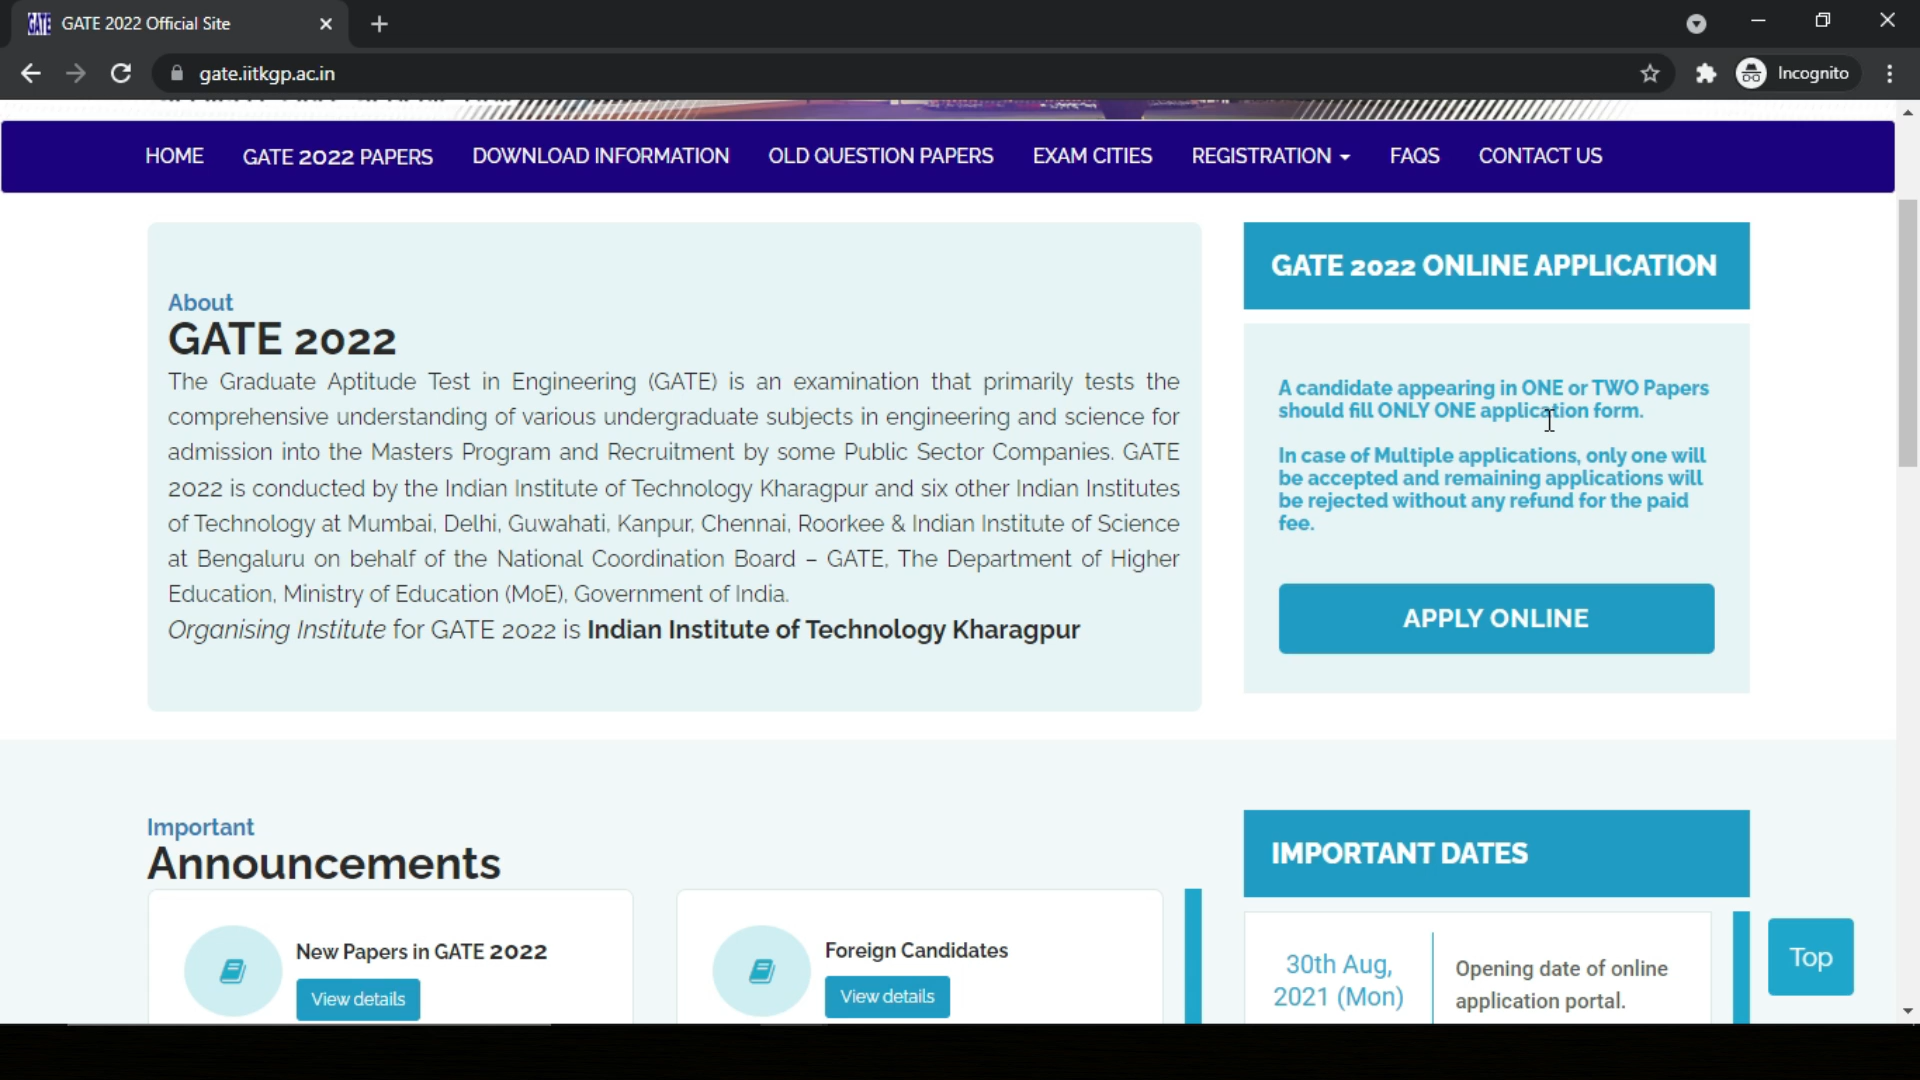 GATE 2022 Official Site
gate.iitkgp.ac.in
Incognito
HOME GATE 2022 PAPERS DOWNLOAD INFORMATION OLD QUESTION PAPERS EXAM CITIES REGISTRATION FAQS CONTACT US
About
GATE 2022
The Graduate Aptitude Test in Engineering (GATE) is an examination that primarily tests the
comprehensive understanding of various undergraduate subjects in engineering and science for
admission into the Masters Program and Recruitment by some Public Sector Companies. GATE
2022 is conducted by the Indian Institute of Technology Kharagpur and six other Indian Institutes
of Technology at Mumbai, Delhi, Guwahati, Kanpur, Chennai, Roorkee & Indian Institute of Science
at Bengaluru on behalf of the National Coordination Board – GATE, The Department of Higher
Education, Ministry of Education (MoE), Government of India.
Organising Institute for GATE 2022 is Indian Institute of Technology Kharagpur
GATE 2022 ONLINE APPLICATION
A candidate appearing in ONE or TWO Papers
should fill ONLY ONE application form.
In case of Multiple applications, only one will
be accepted and remaining applications will
be rejected without any refund for the paid
fee.
APPLY ONLINE
Important
Announcements
New Papers in GATE 2022
View details
Foreign Candidates
View details
IMPORTANT DATES
30th Aug,
2021 (Mon)
Opening date of online
application portal.
Top